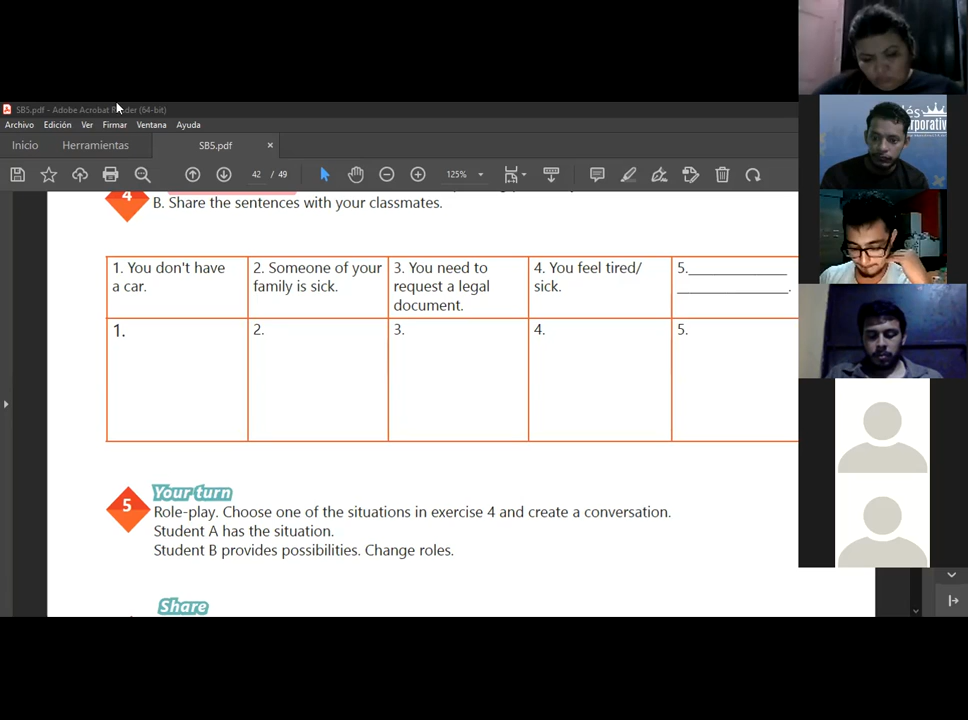 SB5.pdf - Adobe Acrobat Reader (64-bit)
Archivo Edición Ver Firmar Ventana Ayuda
Inicio Herramientas SB5.pdf ×
42 / 49 125%
4
B. Share the sentences with your classmates.
1. You don't have a car.
2. Someone of your family is sick.
3. You need to request a legal document.
4. You feel tired/ sick.
5.____________ ______________.
1.
2.
3.
4.
5.
5
Your turn
Role-play. Choose one of the situations in exercise 4 and create a conversation.
Student A has the situation.
Student B provides possibilities. Change roles.
Share